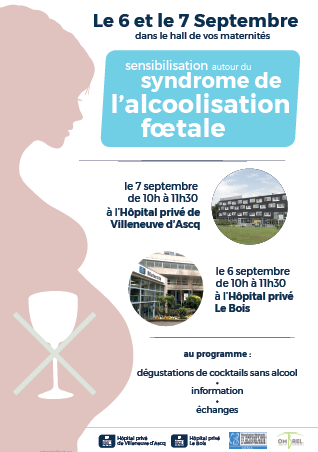 Le 6 et le 7 Septembre
dans le hall de vos maternités
sensibilisation autour du
syndrome de
l'alcoolisation
fœtale
le 7 septembre
de 10h à 11h30
à l'Hôpital privé de
Villeneuve d'Ascq
le 6 septembre
de 10h à 11h30
à l'Hôpital privé
Le Bois
au programme :
dégustations de cocktails sans alcool
•
information
•
échanges
Hôpital privé
de Villeneuve d'Ascq
Hôpital privé
Le Bois